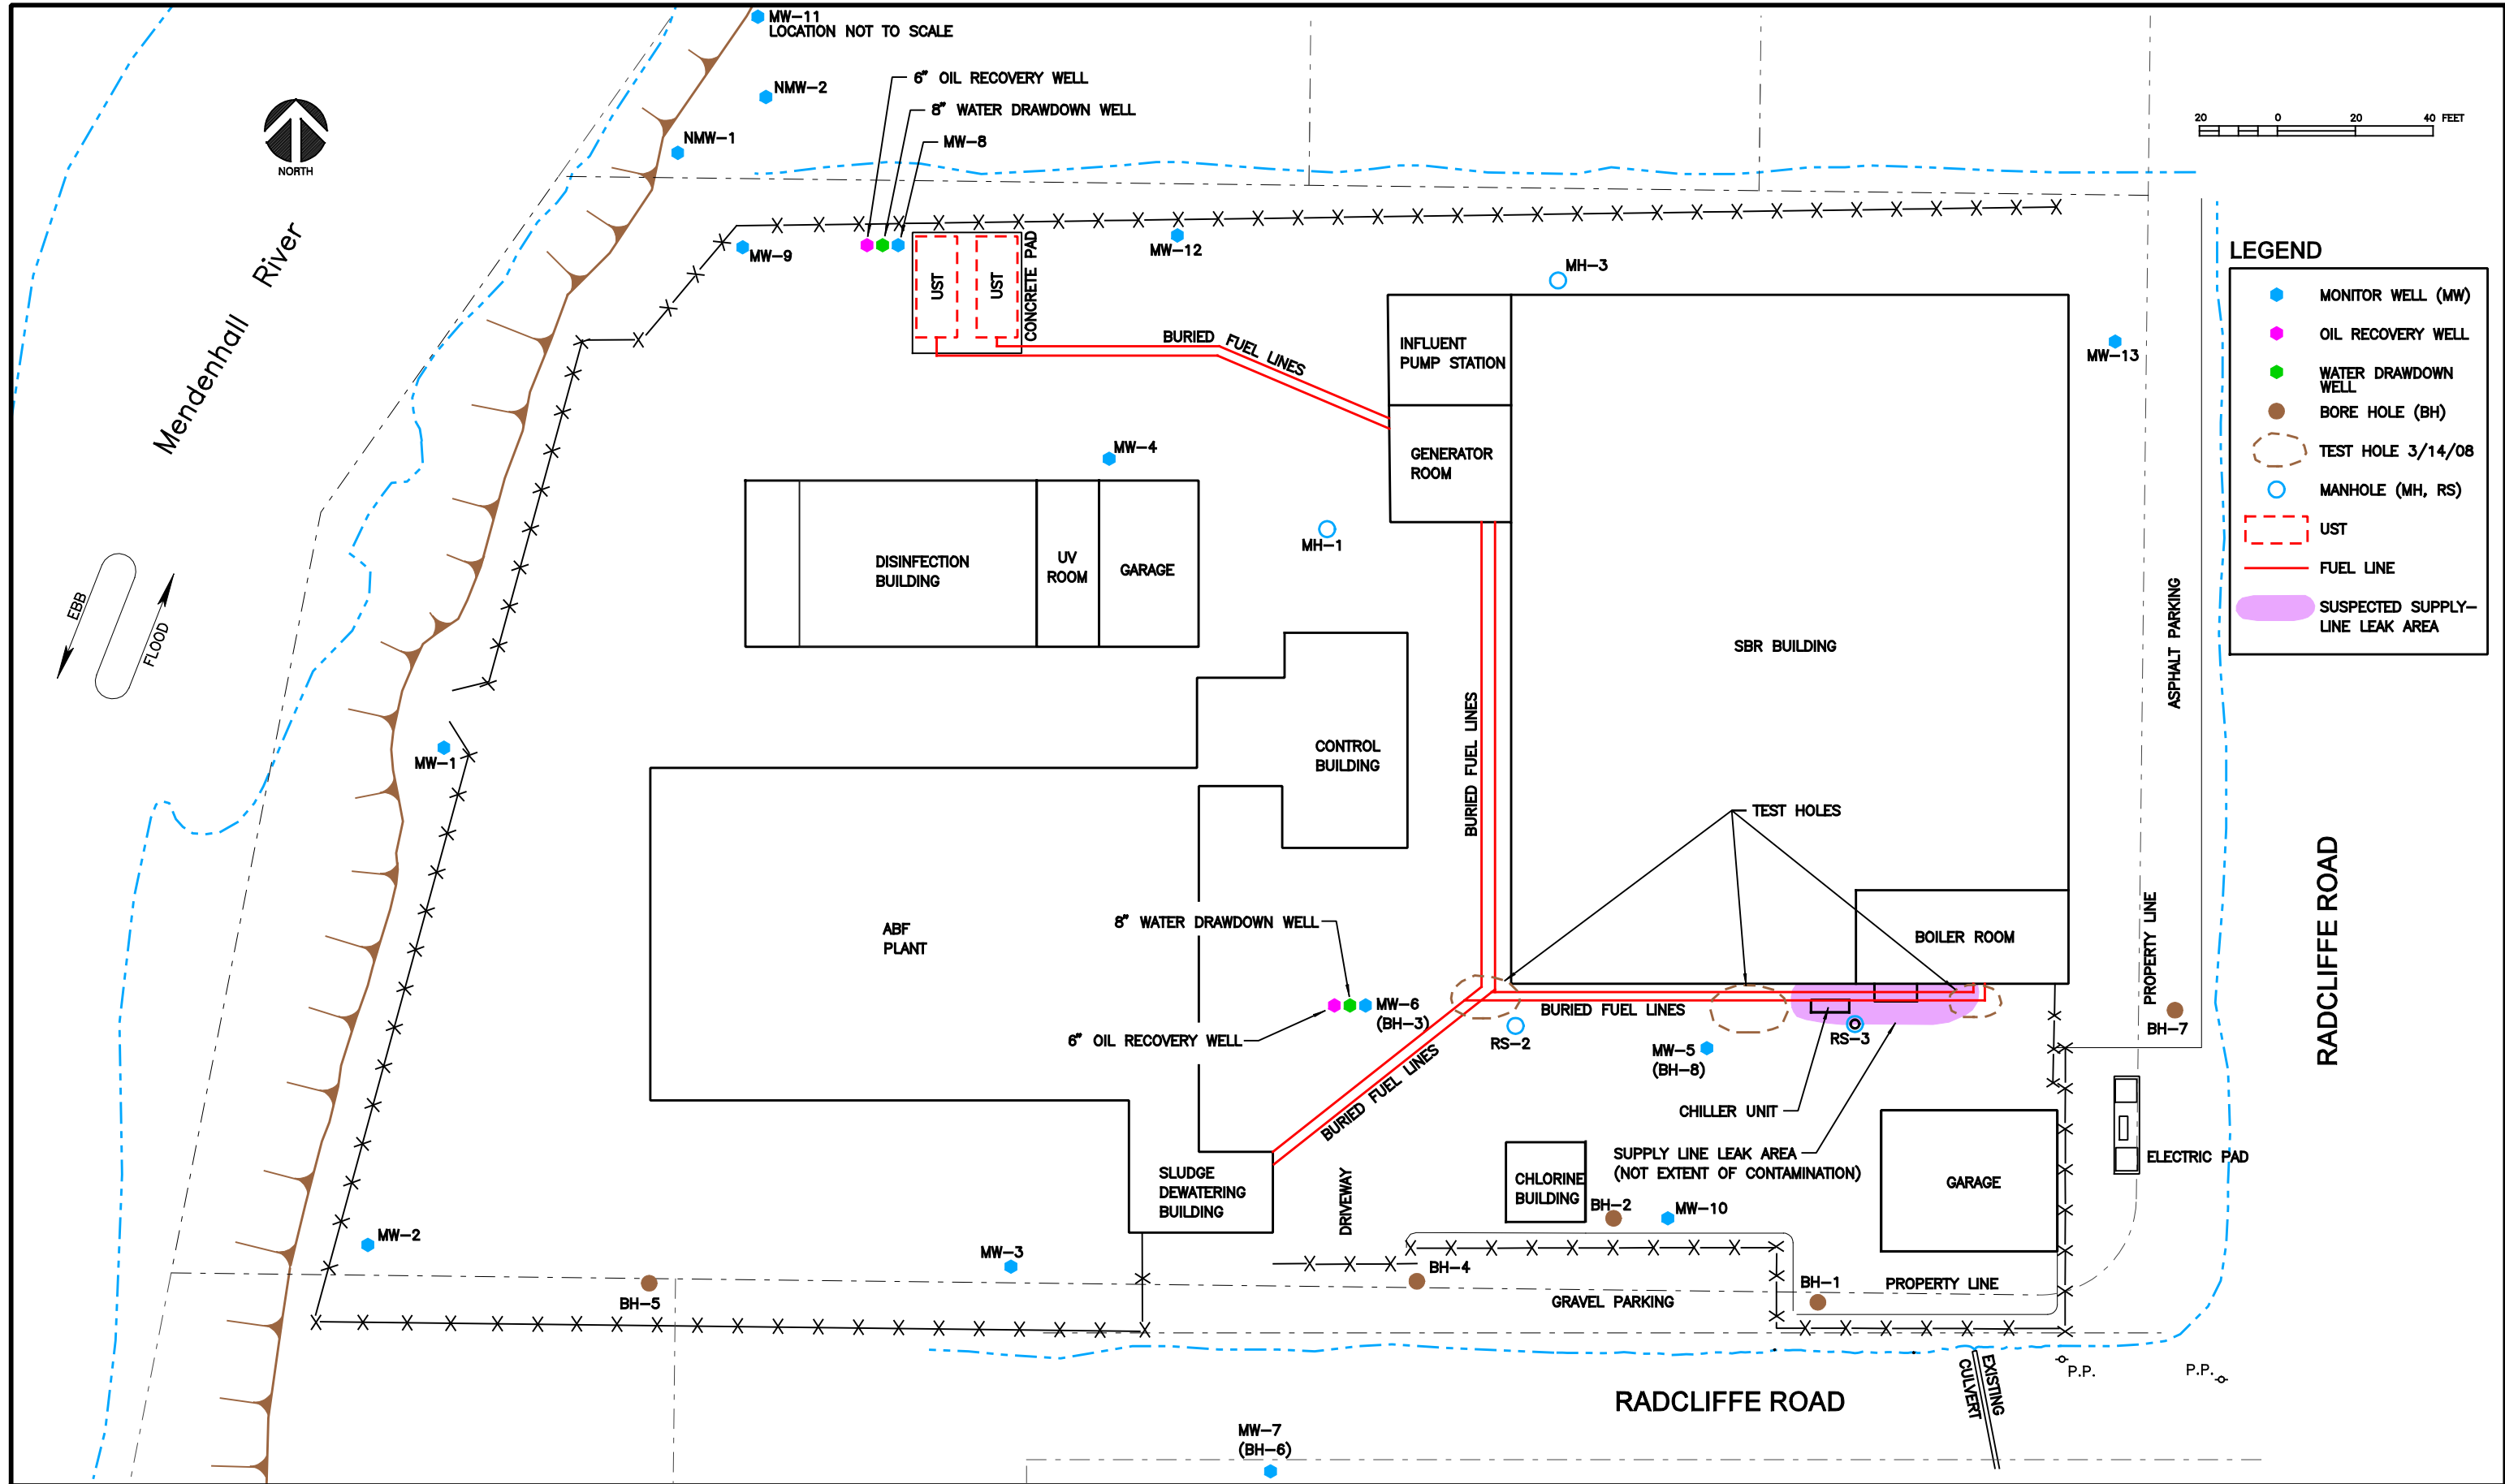 MW-11
LOCATION NOT TO SCALE
NMW-2
6" OIL RECOVERY WELL
8" WATER DRAWDOWN WELL
MW-8
NMW-1
NORTH
20 0 20 40 FEET
Mendenhall River
MW-9
UST
UST
CONCRETE PAD
MW-12
MH-3
BURIED FUEL LINES
INFLUENT
PUMP STATION
GENERATOR
ROOM
MW-13
LEGEND
MONITOR WELL (MW)
OIL RECOVERY WELL
WATER DRAWDOWN
WELL
BORE HOLE (BH)
TEST HOLE 3/14/08
MANHOLE (MH, RS)
UST
FUEL LINE
SUSPECTED SUPPLY-
LINE LEAK AREA
MW-4
MH-1
DISINFECTION
BUILDING
UV
ROOM
GARAGE
EBB
FLOOD
SBR BUILDING
ASPHALT PARKING
MW-1
CONTROL
BUILDING
BURIED FUEL LINES
TEST HOLES
ABF
PLANT
8" WATER DRAWDOWN WELL
BOILER ROOM
PROPERTY LINE
RADCLIFFE ROAD
MW-6
(BH-3)
6" OIL RECOVERY WELL
BURIED FUEL LINES
RS-2
MW-5
(BH-8)
RS-3
BH-7
BURIED FUEL LINES
CHILLER UNIT
SUPPLY LINE LEAK AREA
(NOT EXTENT OF CONTAMINATION)
ELECTRIC PAD
SLUDGE
DEWATERING
BUILDING
DRIVEWAY
CHLORINE
BUILDING
GARAGE
BH-2
MW-10
MW-2
MW-3
BH-5
BH-4
BH-1
PROPERTY LINE
GRAVEL PARKING
EXISTING
CULVERT
P.P.
P.P.
RADCLIFFE ROAD
MW-7
(BH-6)